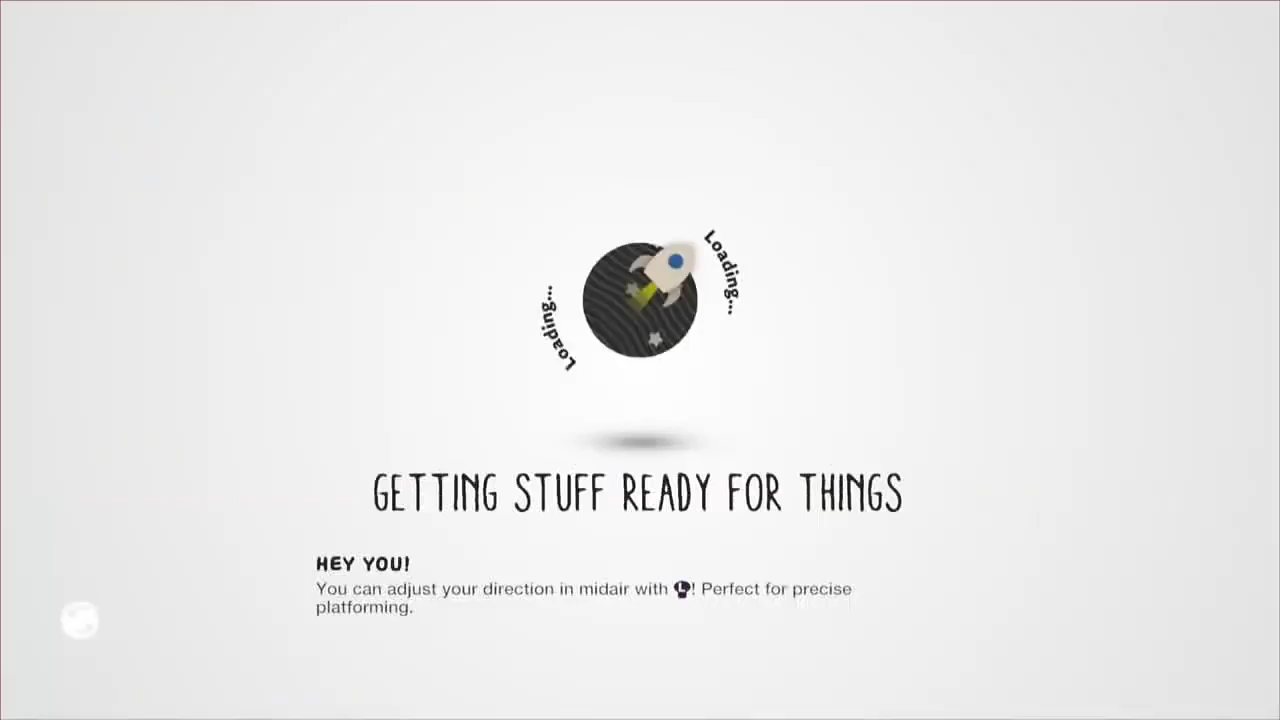 Loading...
Loading...
GETTING STUFF READY FOR THINGS
HEY YOU!
You can adjust your direction in midair with L! Perfect for precise
platforming.